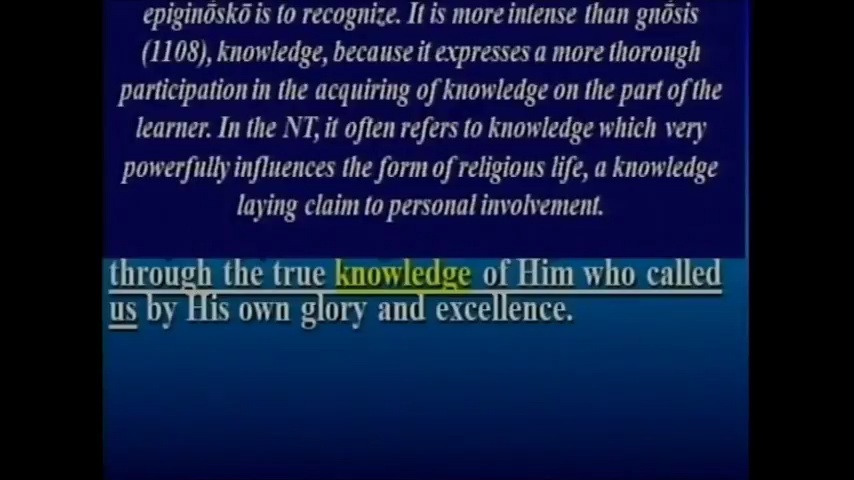 epiginōskō is to recognize. It is more intense than gnōsis
(1108), knowledge, because it expresses a more thorough
participation in the acquiring of knowledge on the part of the
learner. In the NT, it often refers to knowledge which very
powerfully influences the form of religious life, a knowledge
laying claim to personal involvement.
through the true knowledge of Him who called
us by His own glory and excellence.